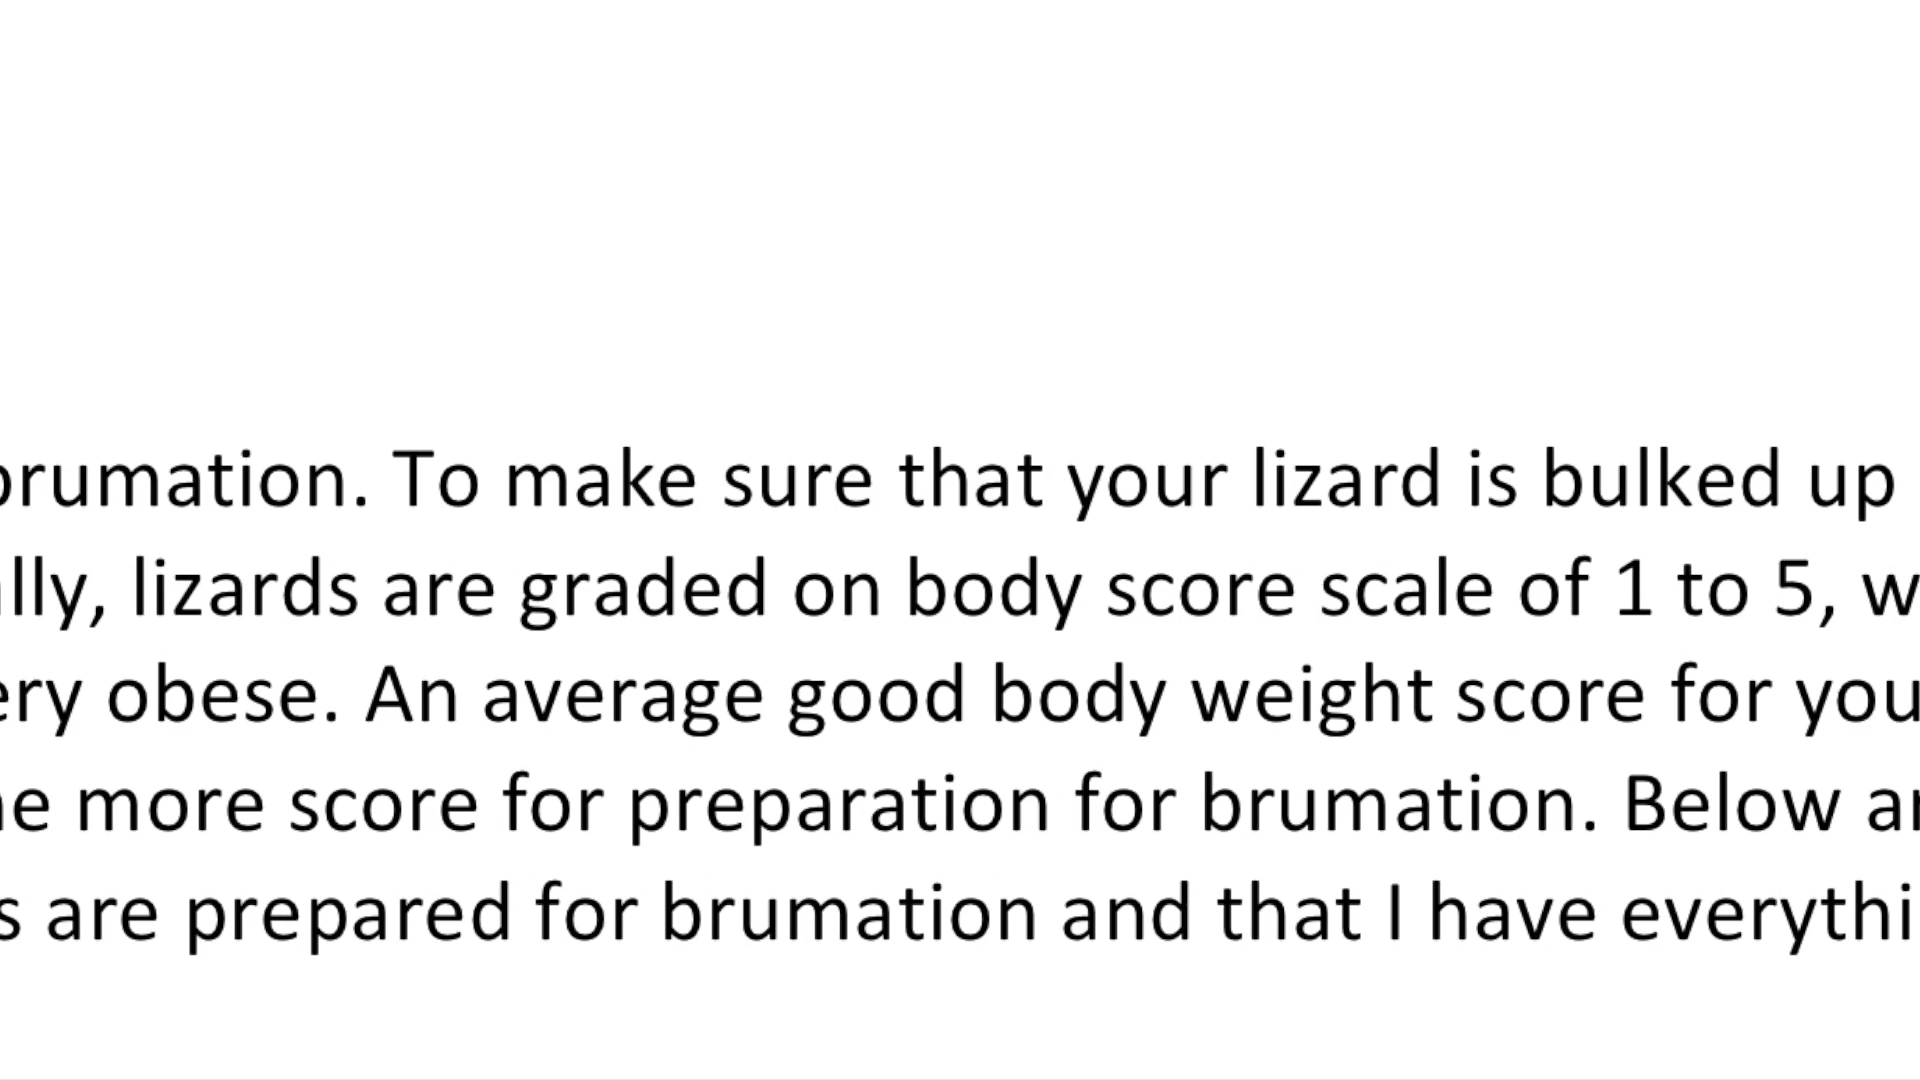 brumation. To make sure that your lizard is bulked up
lly, lizards are graded on body score scale of 1 to 5, w
ery obese. An average good body weight score for you
e more score for preparation for brumation. Below ar
s are prepared for brumation and that I have everythi